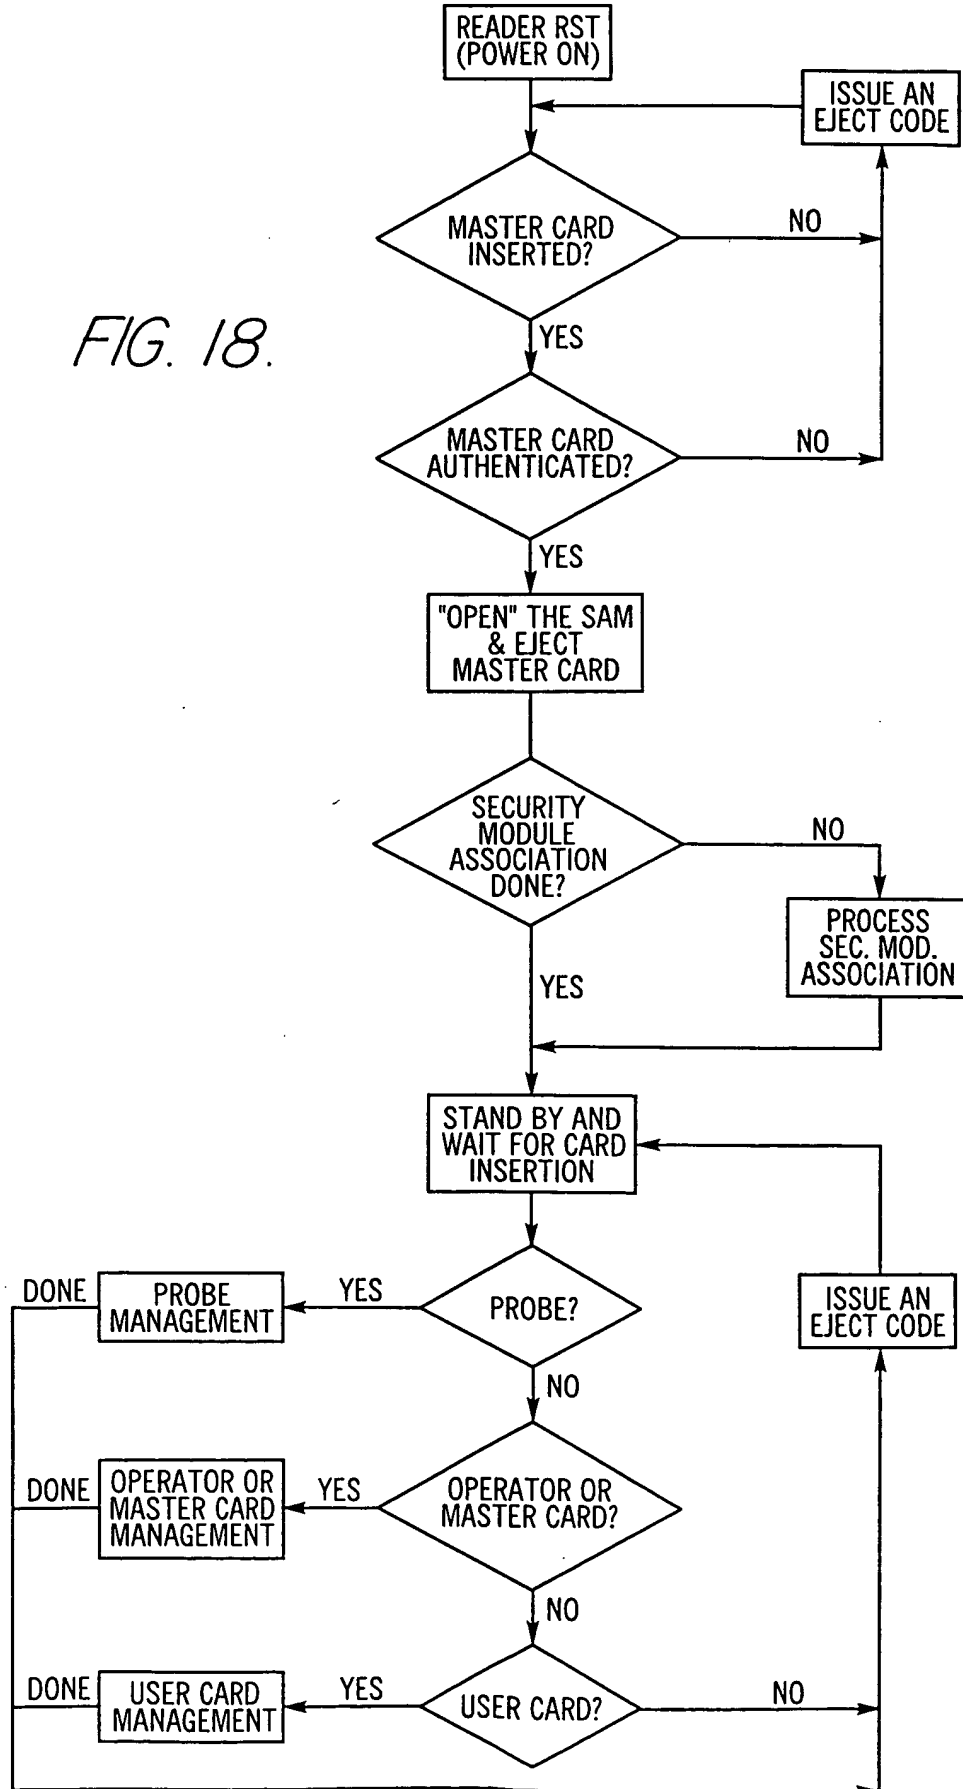 READER RST
(POWER ON)
ISSUE AN
EJECT CODE
MASTER CARD
INSERTED?
NO
FIG. 18.
YES
MASTER CARD
AUTHENTICATED?
NO
YES
"OPEN" THE SAM
& EJECT
MASTER CARD
SECURITY
MODULE
ASSOCIATION
DONE?
NO
PROCESS
SEC. MOD.
ASSOCIATION
YES
STAND BY AND
WAIT FOR CARD
INSERTION
DONE
PROBE
MANAGEMENT
YES
PROBE?
ISSUE AN
EJECT CODE
NO
DONE
OPERATOR OR
MASTER CARD
MANAGEMENT
YES
OPERATOR OR
MASTER CARD?
NO
DONE
USER CARD
MANAGEMENT
YES
USER CARD?
NO